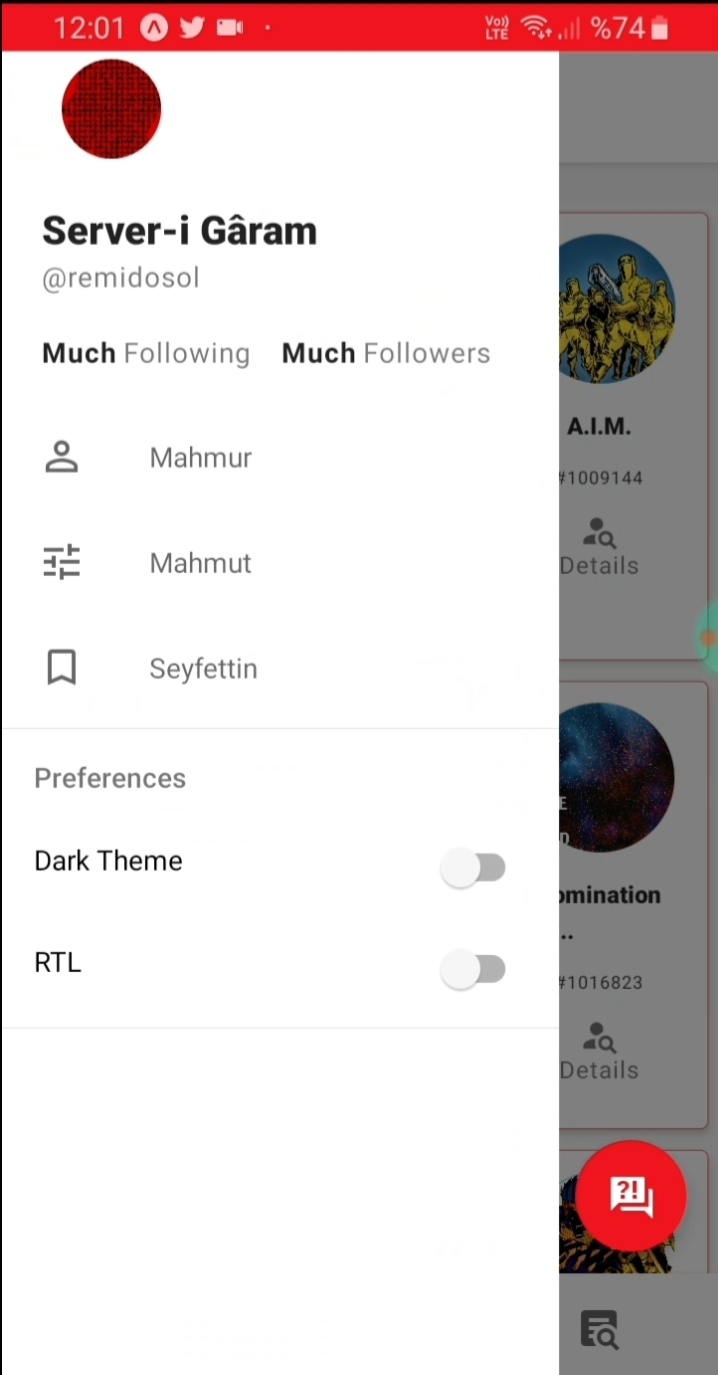 12:01 VoI) LTE %74
Server-i Gâram
@remidosol
Much Following Much Followers
Mahmur
Mahmut
Seyfettin
Preferences
Dark Theme
RTL
A.I.M.
#1009144
Details
E
D
omination
..
#1016823
Details
?!